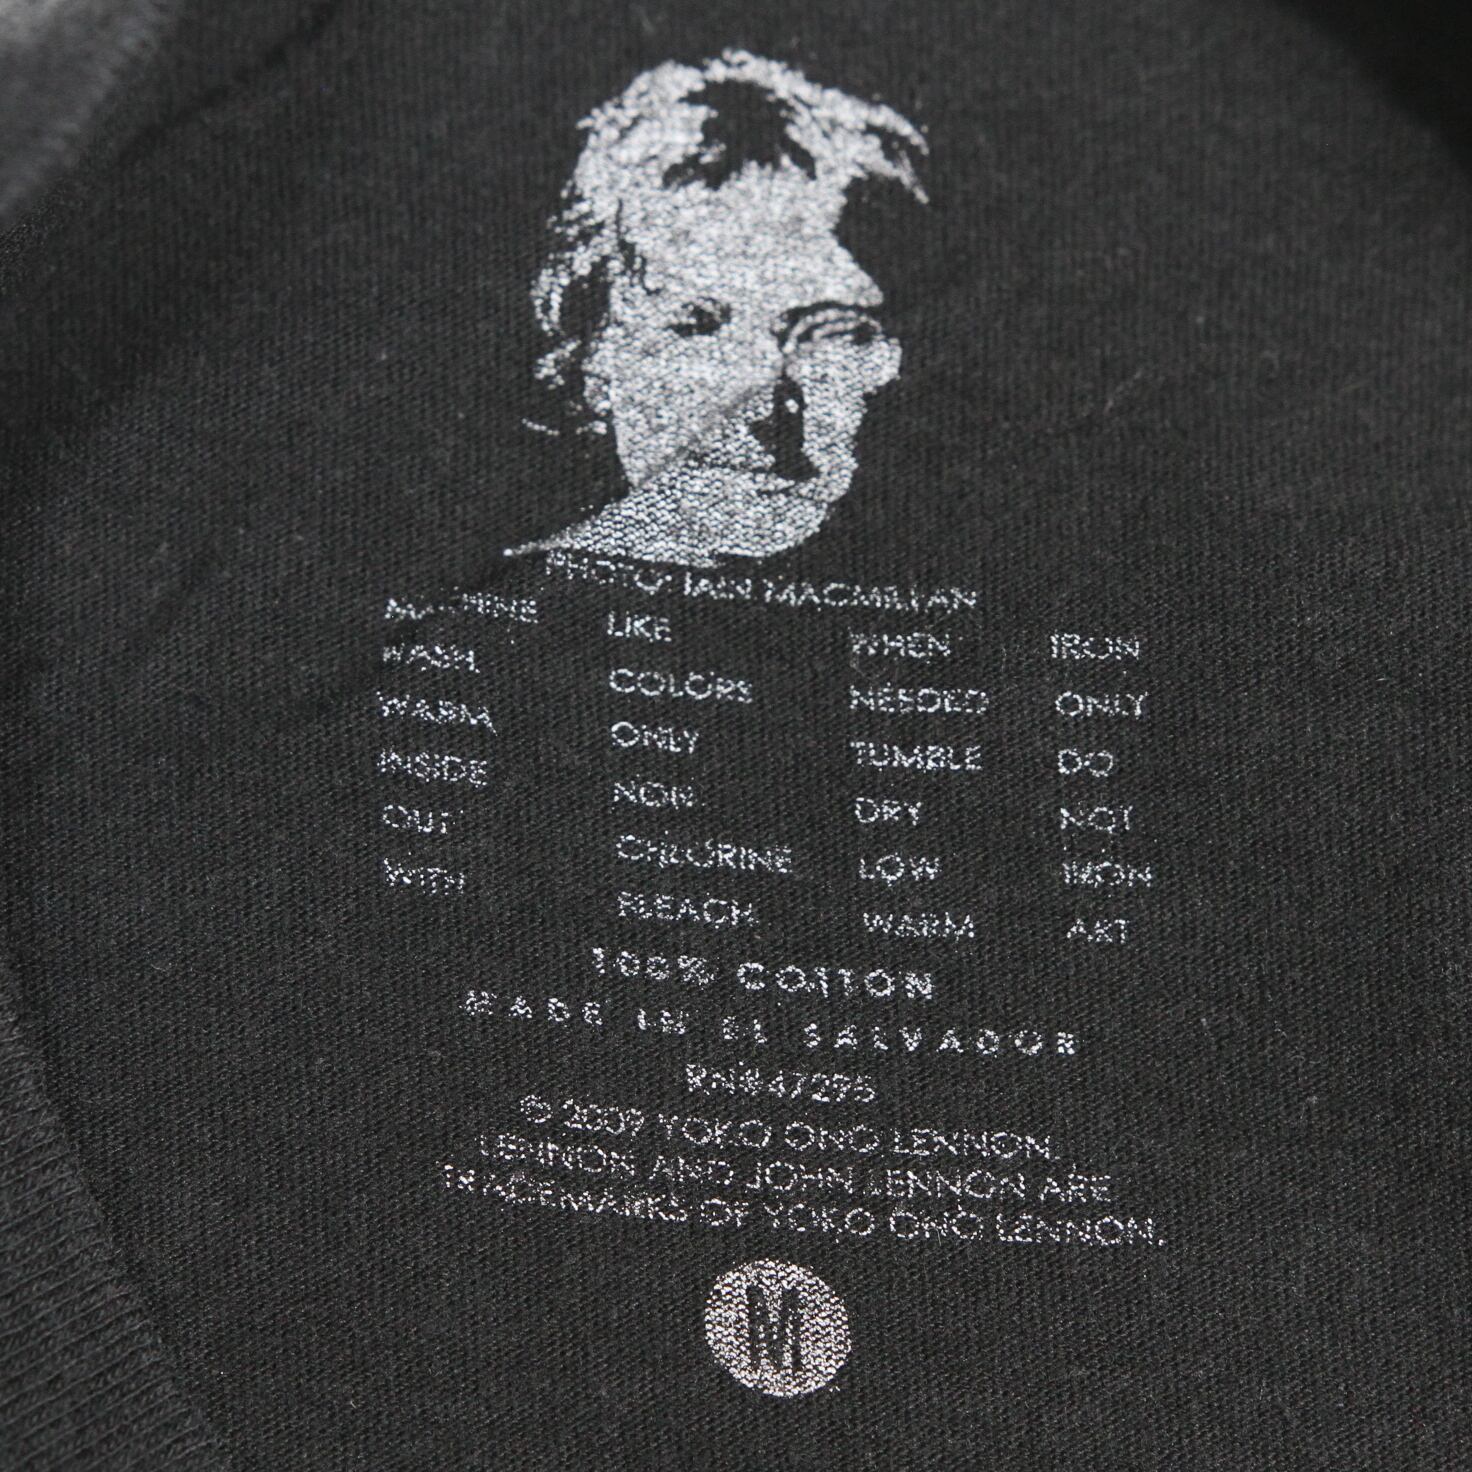 PHOTO: IAIN MACMILLAN
MACHINE
WASH
WARM
INSIDE
OUT
WITH
LIKE
COLORS
ONLY
NON
CHLORINE
BLEACH
WHEN
NEEDED
TUMBLE
DRY
LOW
WARM
IRON
ONLY
DO
NOT
IRON
ART
100% COTTON
MADE IN EL SALVADOR
RN#47295
© 2009 YOKO ONO LENNON.
LENNON AND JOHN LENNON ARE
TRADEMARKS OF YOKO ONO LENNON.